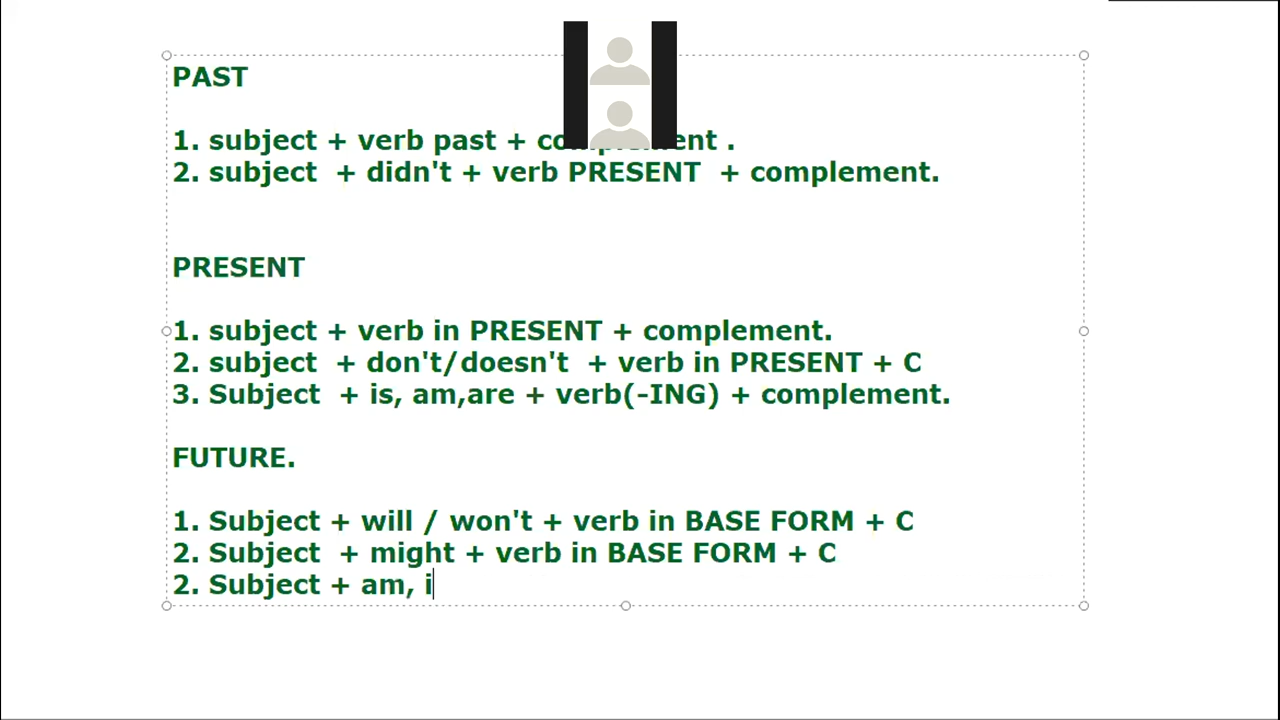 PAST
1. subject + verb past + complement .
2. subject + didn't + verb PRESENT + complement.
PRESENT
1. subject + verb in PRESENT + complement.
2. subject + don't/doesn't + verb in PRESENT + C
3. Subject + is, am,are + verb(-ING) + complement.
FUTURE.
1. Subject + will / won't + verb in BASE FORM + C
2. Subject + might + verb in BASE FORM + C
2. Subject + am, i